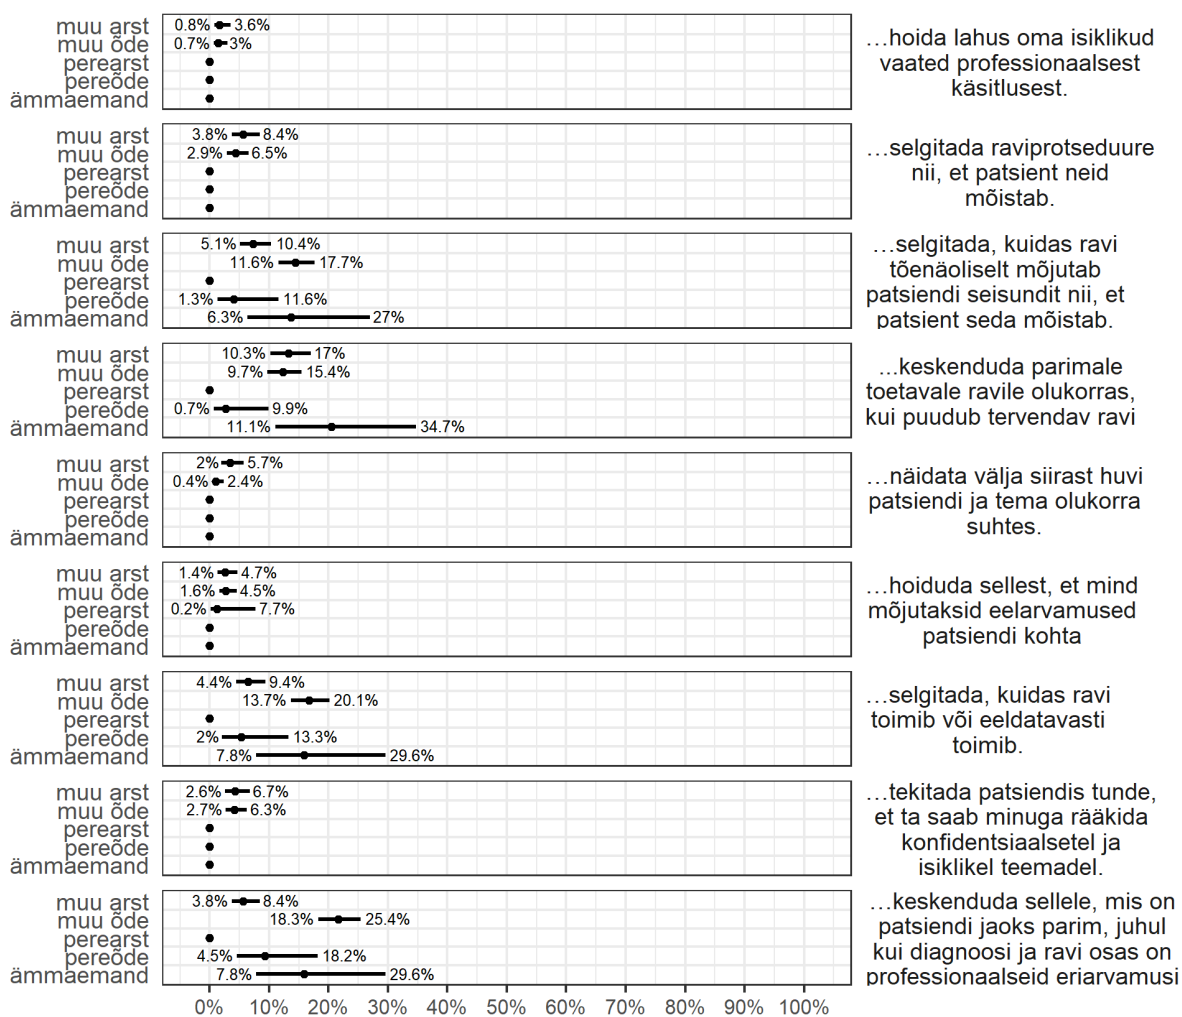 muu arst 0.8% 3.6%
muu õde 0.7% 3%
perearst
pereõde
ämmaemand
…hoida lahus oma isiklikud
vaated professionaalsest
käsitlusest.
muu arst 3.8% 8.4%
muu õde 2.9% 6.5%
perearst
pereõde
ämmaemand
…selgitada raviprotseduure
nii, et patsient neid
mõistab.
muu arst 5.1% 10.4%
muu õde 11.6% 17.7%
perearst
pereõde 1.3% 11.6%
ämmaemand 6.3% 27%
…selgitada, kuidas ravi
tõenäoliselt mõjutab
patsiendi seisundit nii, et
patsient seda mõistab.
muu arst 10.3% 17%
muu õde 9.7% 15.4%
perearst
pereõde 0.7% 9.9%
ämmaemand 11.1% 34.7%
...keskenduda parimale
toetavale ravile olukorras,
kui puudub tervendav ravi
muu arst 2% 5.7%
muu õde 0.4% 2.4%
perearst
pereõde
ämmaemand
…näidata välja siirast huvi
patsiendi ja tema olukorra
suhtes.
muu arst 1.4% 4.7%
muu õde 1.6% 4.5%
perearst 0.2% 7.7%
pereõde
ämmaemand
…hoiduda sellest, et mind
mõjutaksid eelarvamused
patsiendi kohta
muu arst 4.4% 9.4%
muu õde 13.7% 20.1%
perearst
pereõde 2% 13.3%
ämmaemand 7.8% 29.6%
…selgitada, kuidas ravi
toimib või eeldatavasti
toimib.
muu arst 2.6% 6.7%
muu õde 2.7% 6.3%
perearst
pereõde
ämmaemand
…tekitada patsiendis tunde,
et ta saab minuga rääkida
konfidentsiaalsetel ja
isiklikel teemadel.
muu arst 3.8% 8.4%
muu õde 18.3% 25.4%
perearst
pereõde 4.5% 18.2%
ämmaemand 7.8% 29.6%
…keskenduda sellele, mis on
patsiendi jaoks parim, juhul
kui diagnoosi ja ravi osas on
professionaalseid eriarvamusi
0% 10% 20% 30% 40% 50% 60% 70% 80% 90% 100%